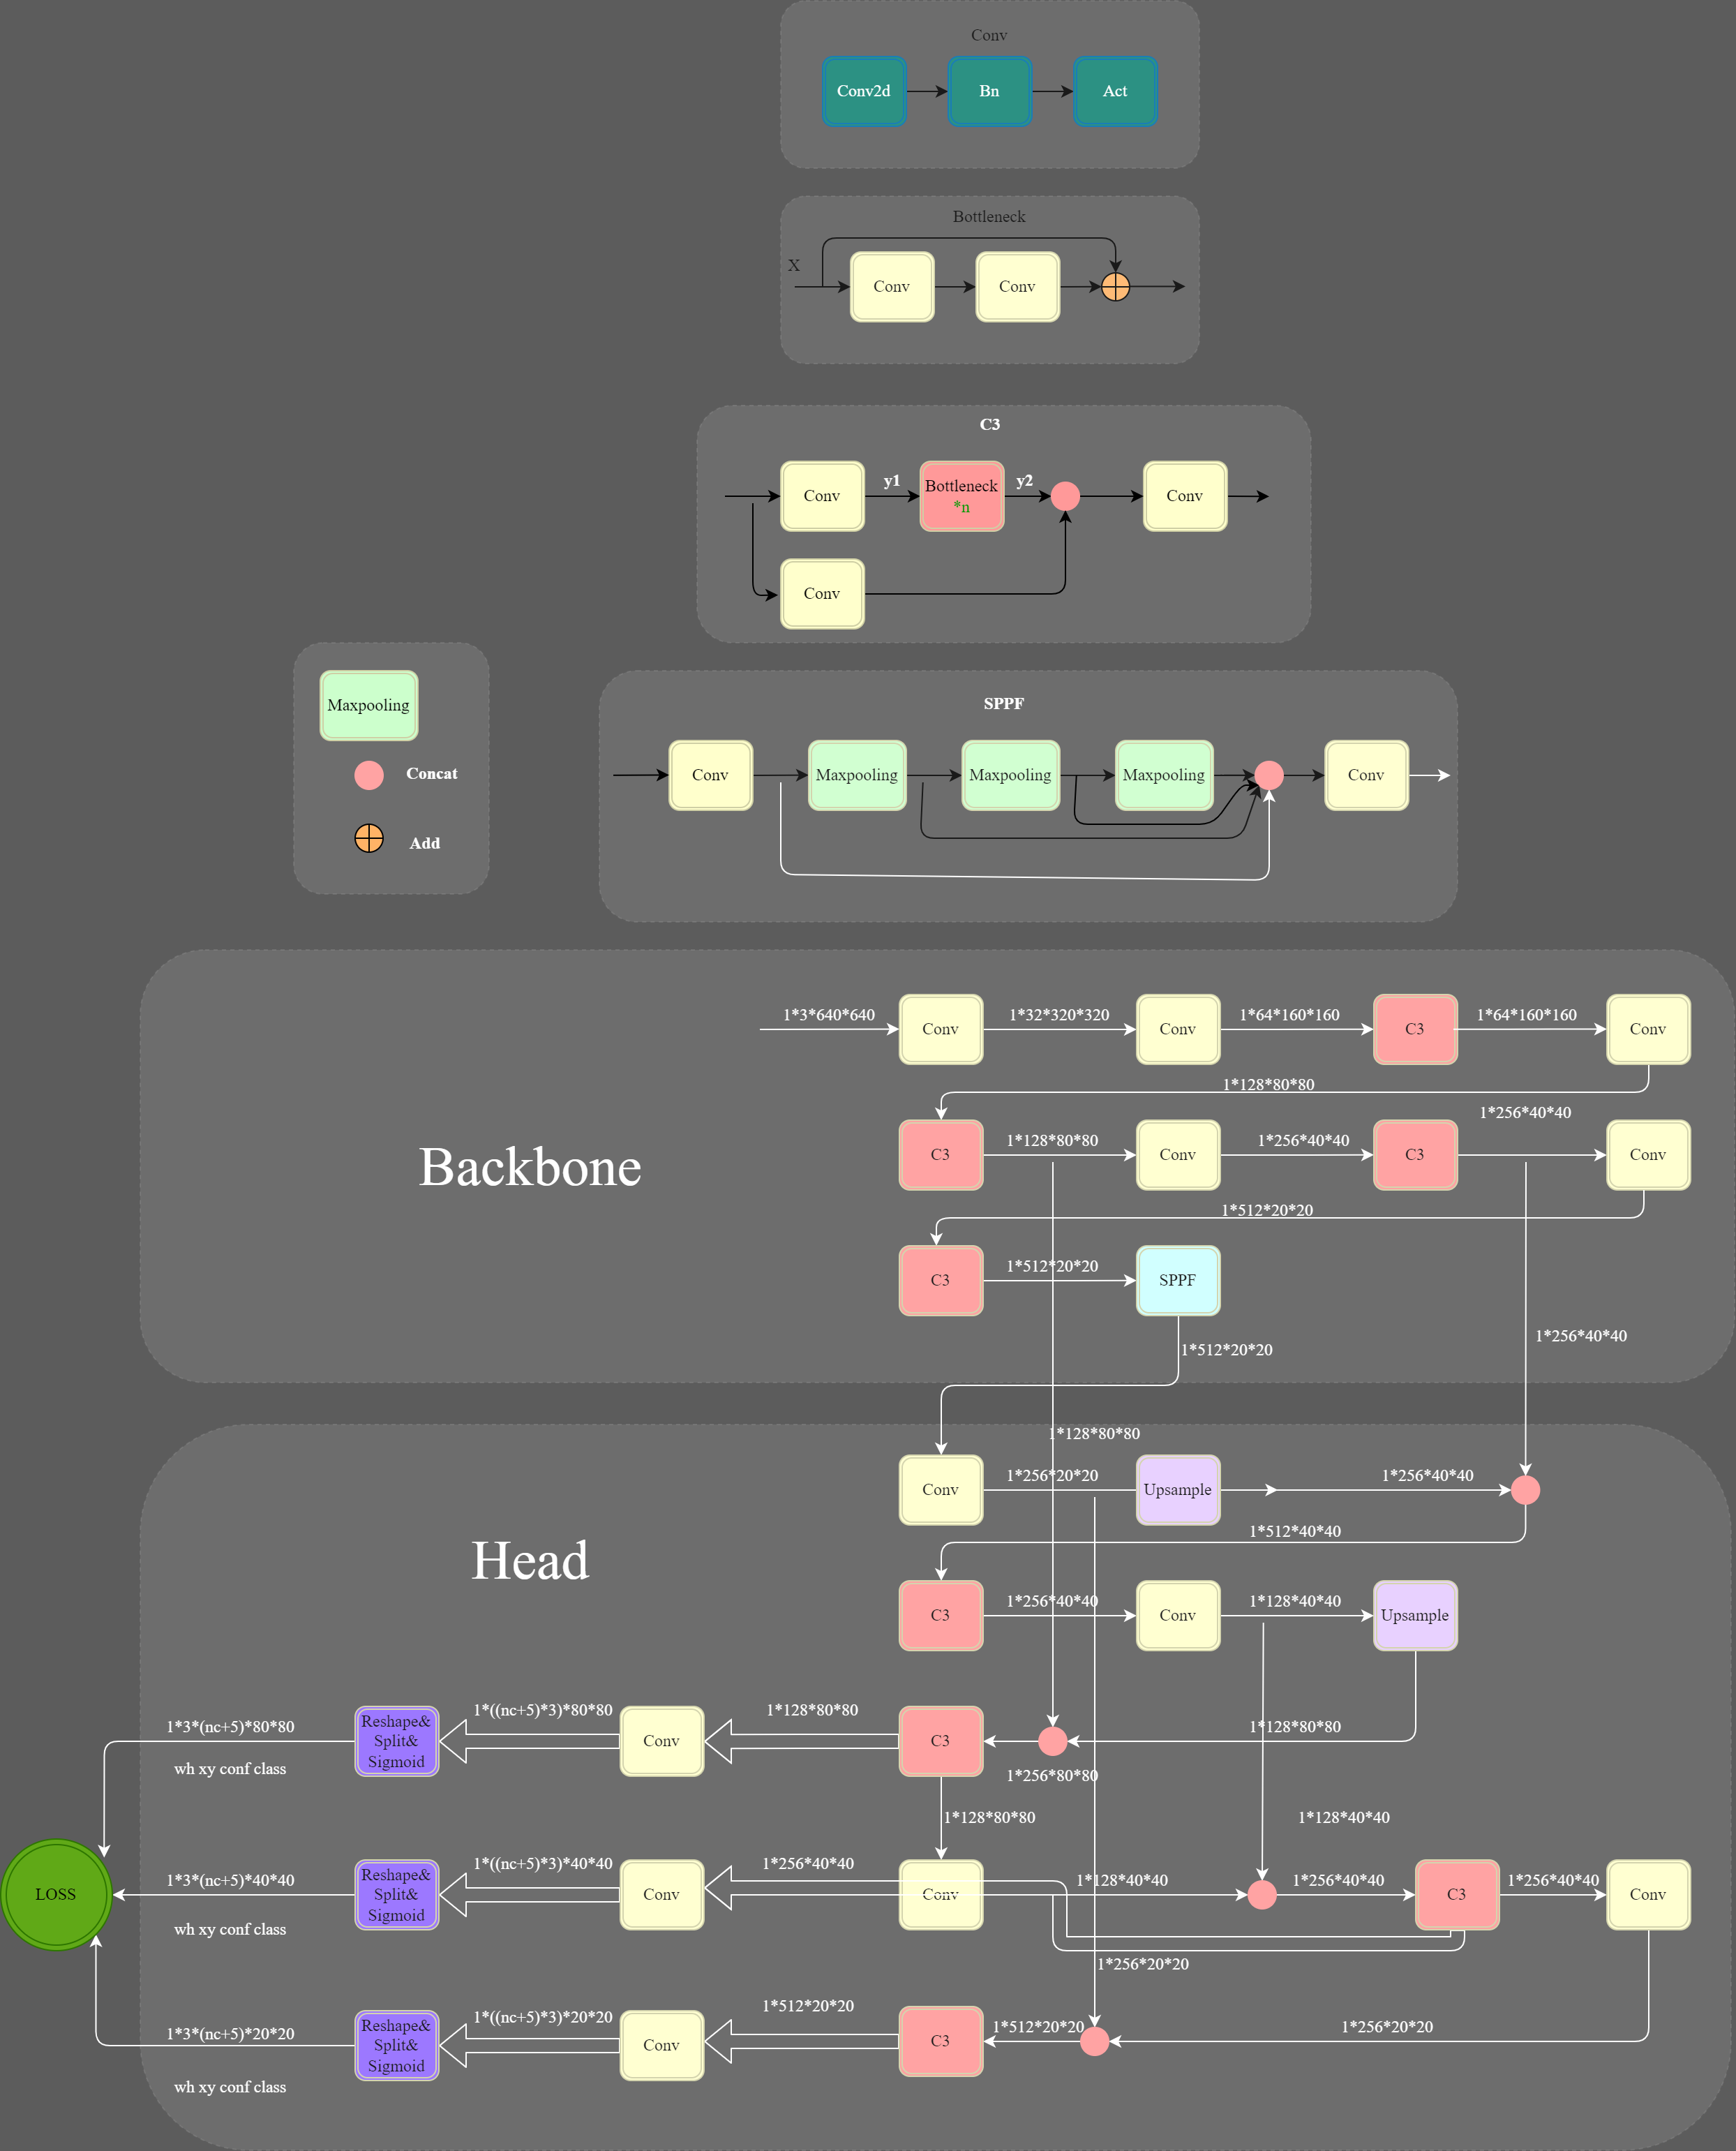 Conv
Conv2d
Bn
Act
Bottleneck
X
Conv
Conv
C3
Conv
y1
Bottleneck
*n
y2
Conv
Conv
Maxpooling
Concat
Add
SPPF
Conv
Maxpooling
Maxpooling
Maxpooling
Conv
Backbone
1*3*640*640
Conv
1*32*320*320
Conv
1*64*160*160
C3
1*64*160*160
Conv
1*128*80*80
C3
1*128*80*80
Conv
1*256*40*40
C3
1*256*40*40
Conv
1*512*20*20
C3
1*512*20*20
SPPF
1*512*20*20
1*256*40*40
Head
1*128*80*80
Conv
1*256*20*20
Upsample
1*256*40*40
1*512*40*40
C3
1*256*40*40
Conv
1*128*40*40
Upsample
1*3*(nc+5)*80*80
wh xy conf class
Reshape&
Split&
Sigmoid
1*((nc+5)*3)*80*80
Conv
1*128*80*80
C3
1*256*80*80
1*128*80*80
1*128*80*80
1*128*40*40
LOSS
1*3*(nc+5)*40*40
wh xy conf class
Reshape&
Split&
Sigmoid
1*((nc+5)*3)*40*40
Conv
1*256*40*40
Conv
1*128*40*40
1*256*40*40
C3
1*256*40*40
Conv
1*256*20*20
1*3*(nc+5)*20*20
wh xy conf class
Reshape&
Split&
Sigmoid
1*((nc+5)*3)*20*20
Conv
1*512*20*20
C3
1*512*20*20
1*256*20*20